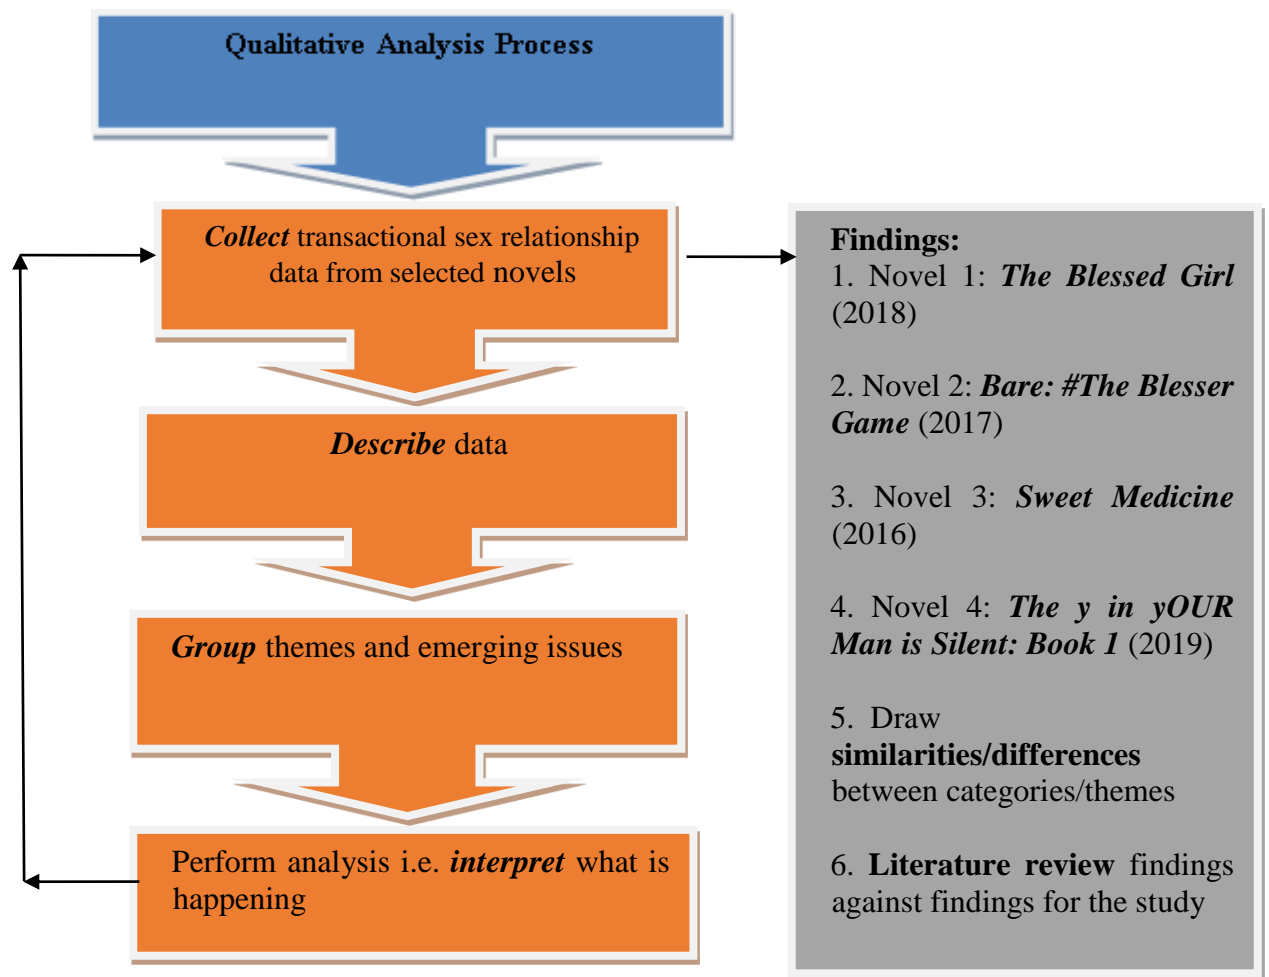 Qualitative Analysis Process
Collect transactional sex relationship
data from selected novels
Describe data
Group themes and emerging issues
Perform analysis i.e. interpret what is
happening
Findings:
1. Novel 1: The Blessed Girl
(2018)
2. Novel 2: Bare: #The Blesser
Game (2017)
3. Novel 3: Sweet Medicine
(2016)
4. Novel 4: The y in yOUR
Man is Silent: Book 1 (2019)
5. Draw
similarities/differences
between categories/themes
6. Literature review findings
against findings for the study